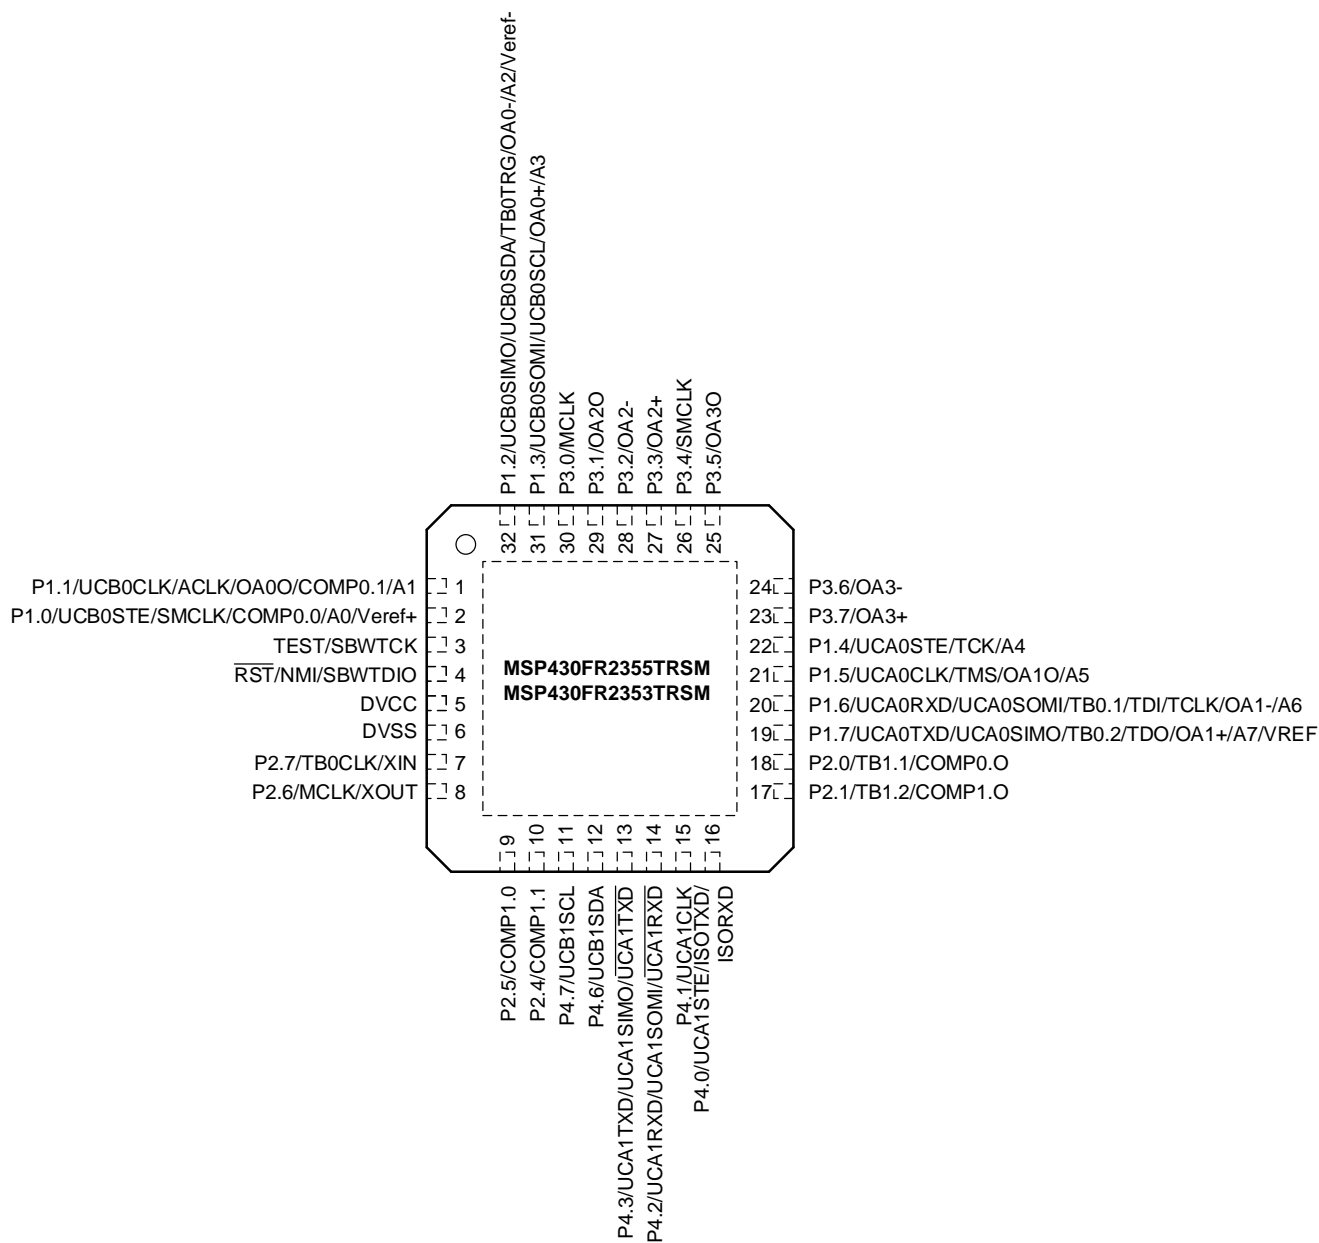 P1.2/UCB0SIMO/UCB0SDA/TB0TRG/OA0-/A2/Veref-
P1.3/UCB0SOMI/UCB0SCL/OA0+/A3
P3.0/MCLK
P3.1/OA2O
P3.2/OA2-
P3.3/OA2+
P3.4/SMCLK
P3.5/OA3O
32
31
30
29
28
27
26
25
P1.1/UCB0CLK/ACLK/OA0O/COMP0.1/A1 1
P1.0/UCB0STE/SMCLK/COMP0.0/A0/Veref+ 2
TEST/SBWTCK 3
RST/NMI/SBWTDIO 4
DVCC 5
DVSS 6
P2.7/TB0CLK/XIN 7
P2.6/MCLK/XOUT 8
MSP430FR2355TRSM
MSP430FR2353TRSM
24 P3.6/OA3-
23 P3.7/OA3+
22 P1.4/UCA0STE/TCK/A4
21 P1.5/UCA0CLK/TMS/OA1O/A5
20 P1.6/UCA0RXD/UCA0SOMI/TB0.1/TDI/TCLK/OA1-/A6
19 P1.7/UCA0TXD/UCA0SIMO/TB0.2/TDO/OA1+/A7/VREF
18 P2.0/TB1.1/COMP0.O
17 P2.1/TB1.2/COMP1.O
9
10
11
12
13
14
15
16
P2.5/COMP1.0
P2.4/COMP1.1
P4.7/UCB1SCL
P4.6/UCB1SDA
P4.3/UCA1TXD/UCA1SIMO/UCA1TXD
P4.2/UCA1RXD/UCA1SOMI/UCA1RXD
P4.1/UCA1CLK
P4.0/UCA1STE/ISOTXD/
ISORXD